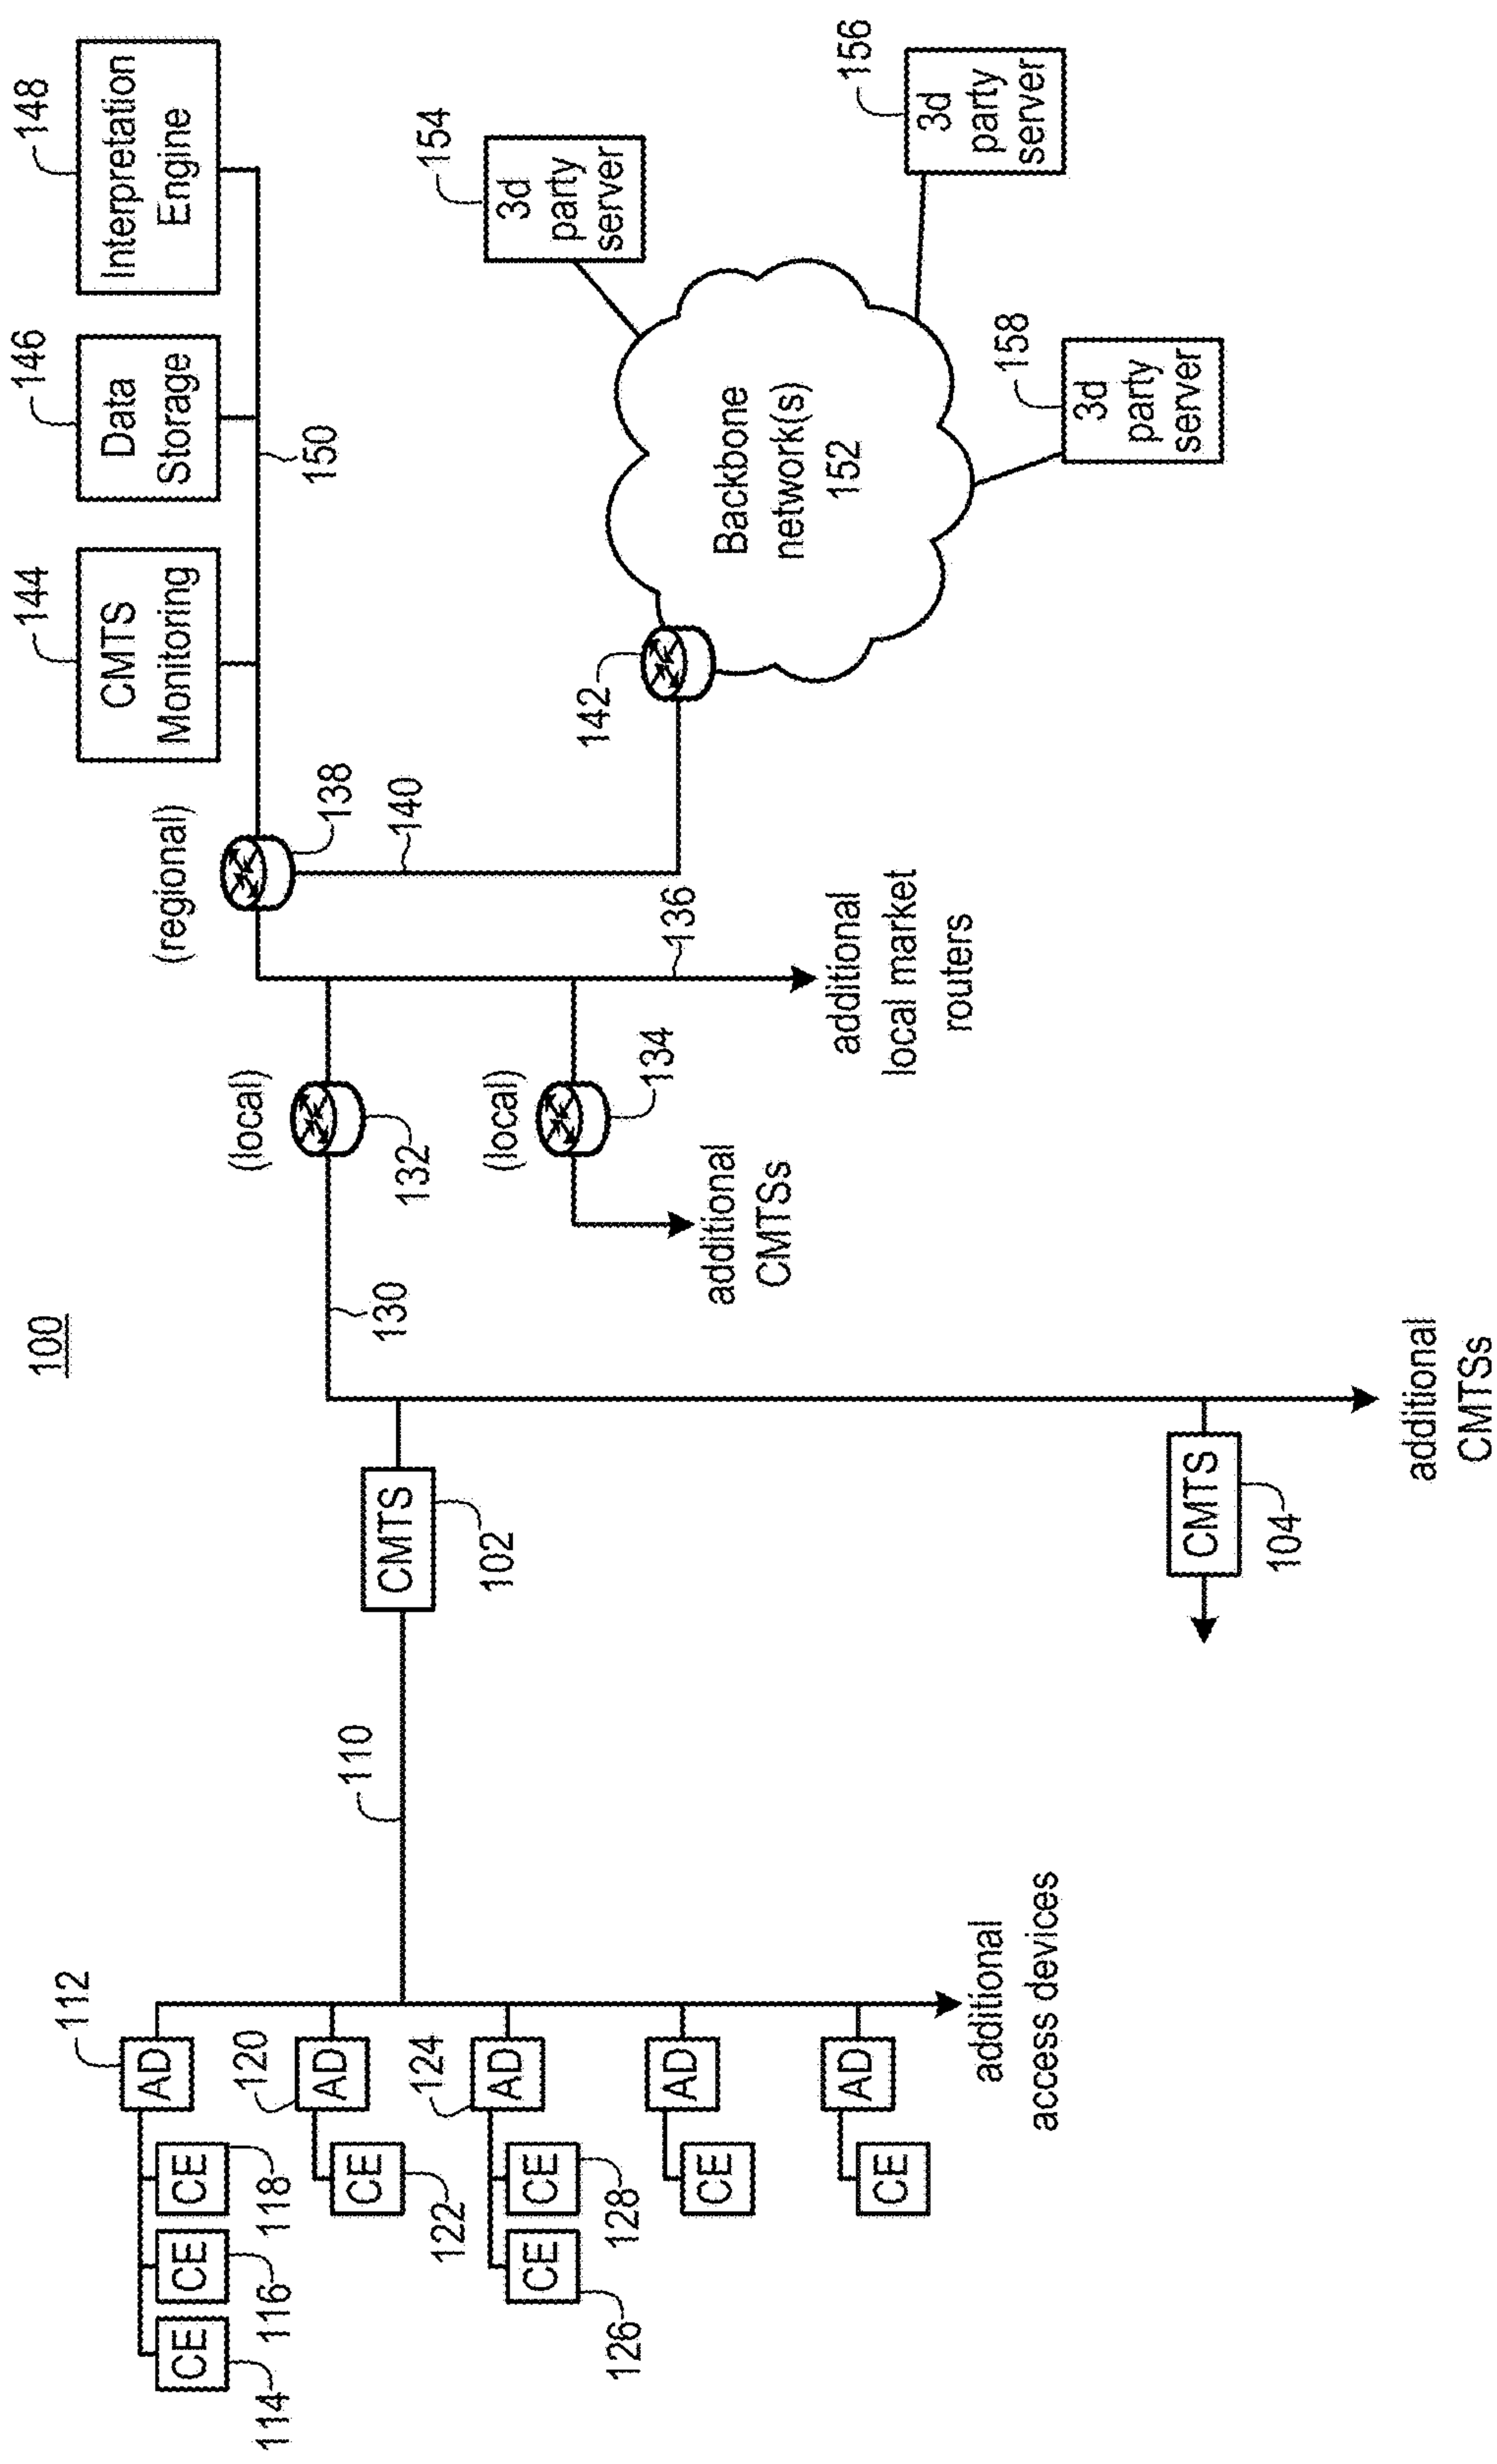 100
112
AD
CE
118
CE
116
CE
114
120
AD
CE
122
124
AD
CE
128
CE
126
AD
CE
AD
CE
additional
access devices
110
CMTS
102
CMTS
104
additional
CMTSs
130
(local)
132
(local)
134
additional
CMTSs
136
additional
local market
routers
(regional)
138
140
142
144
CMTS
Monitoring
146
Data
Storage
148
Interpretation
Engine
150
Backbone
network(s)
152
154
3d
party
server
156
3d
party
server
158
3d
party
server